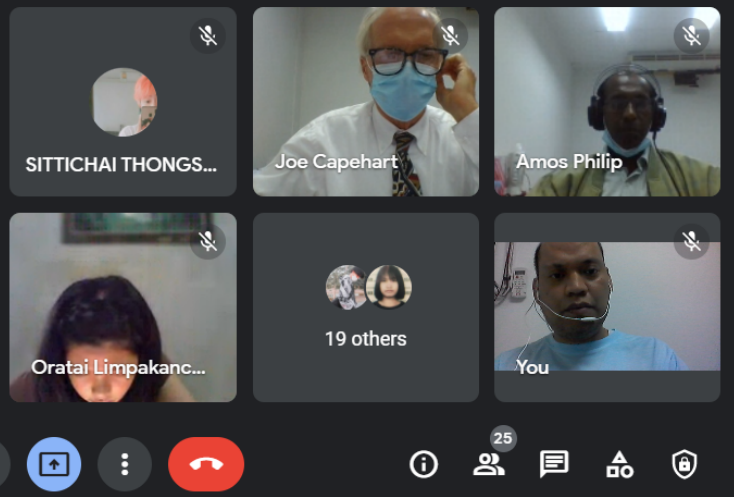 SITTICHAI THONGS...
Joe Capehart
Amos Philip
Oratai Limpakanc...
19 others
You
25